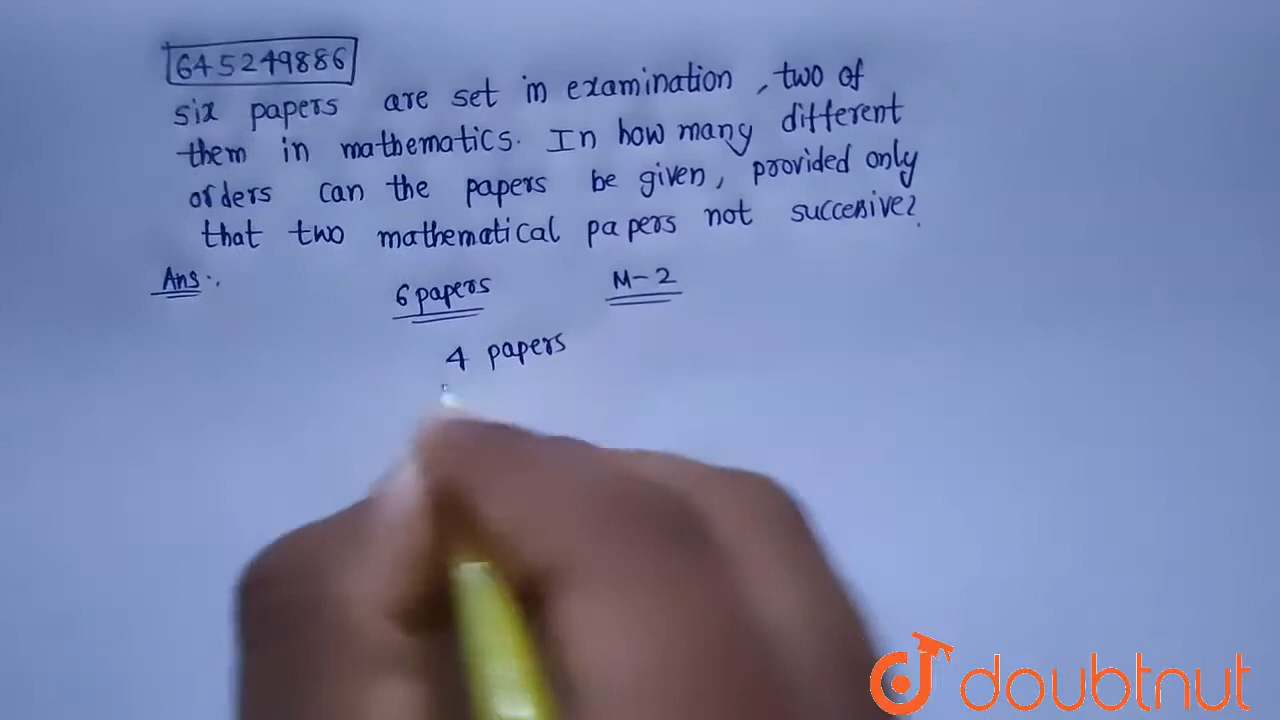 645249886
six papers are set in examination, two of
them in mathematics. In how many different
orders can the papers be given, provided only
that two mathematical papers not succesive?
Ans :.
6 papers M-2
4 papers
doubtnut